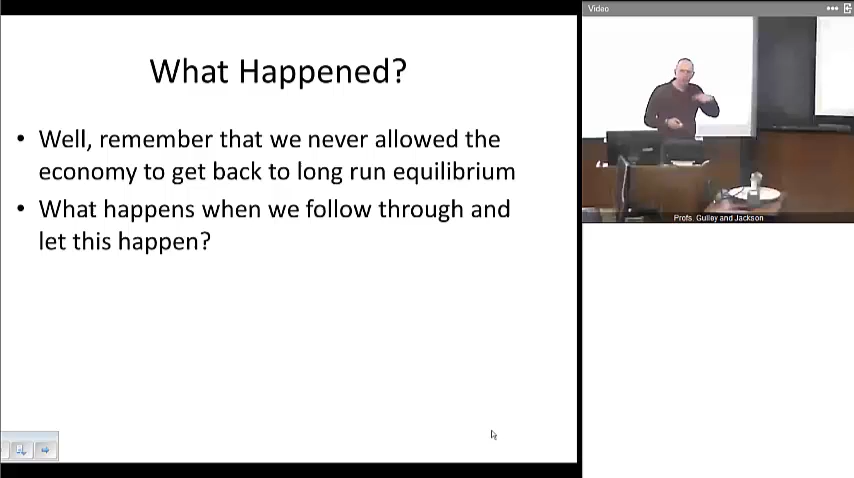 What Happened?
• Well, remember that we never allowed the
economy to get back to long run equilibrium
• What happens when we follow through and
let this happen?
Video
Profs. Gulley and Jackson